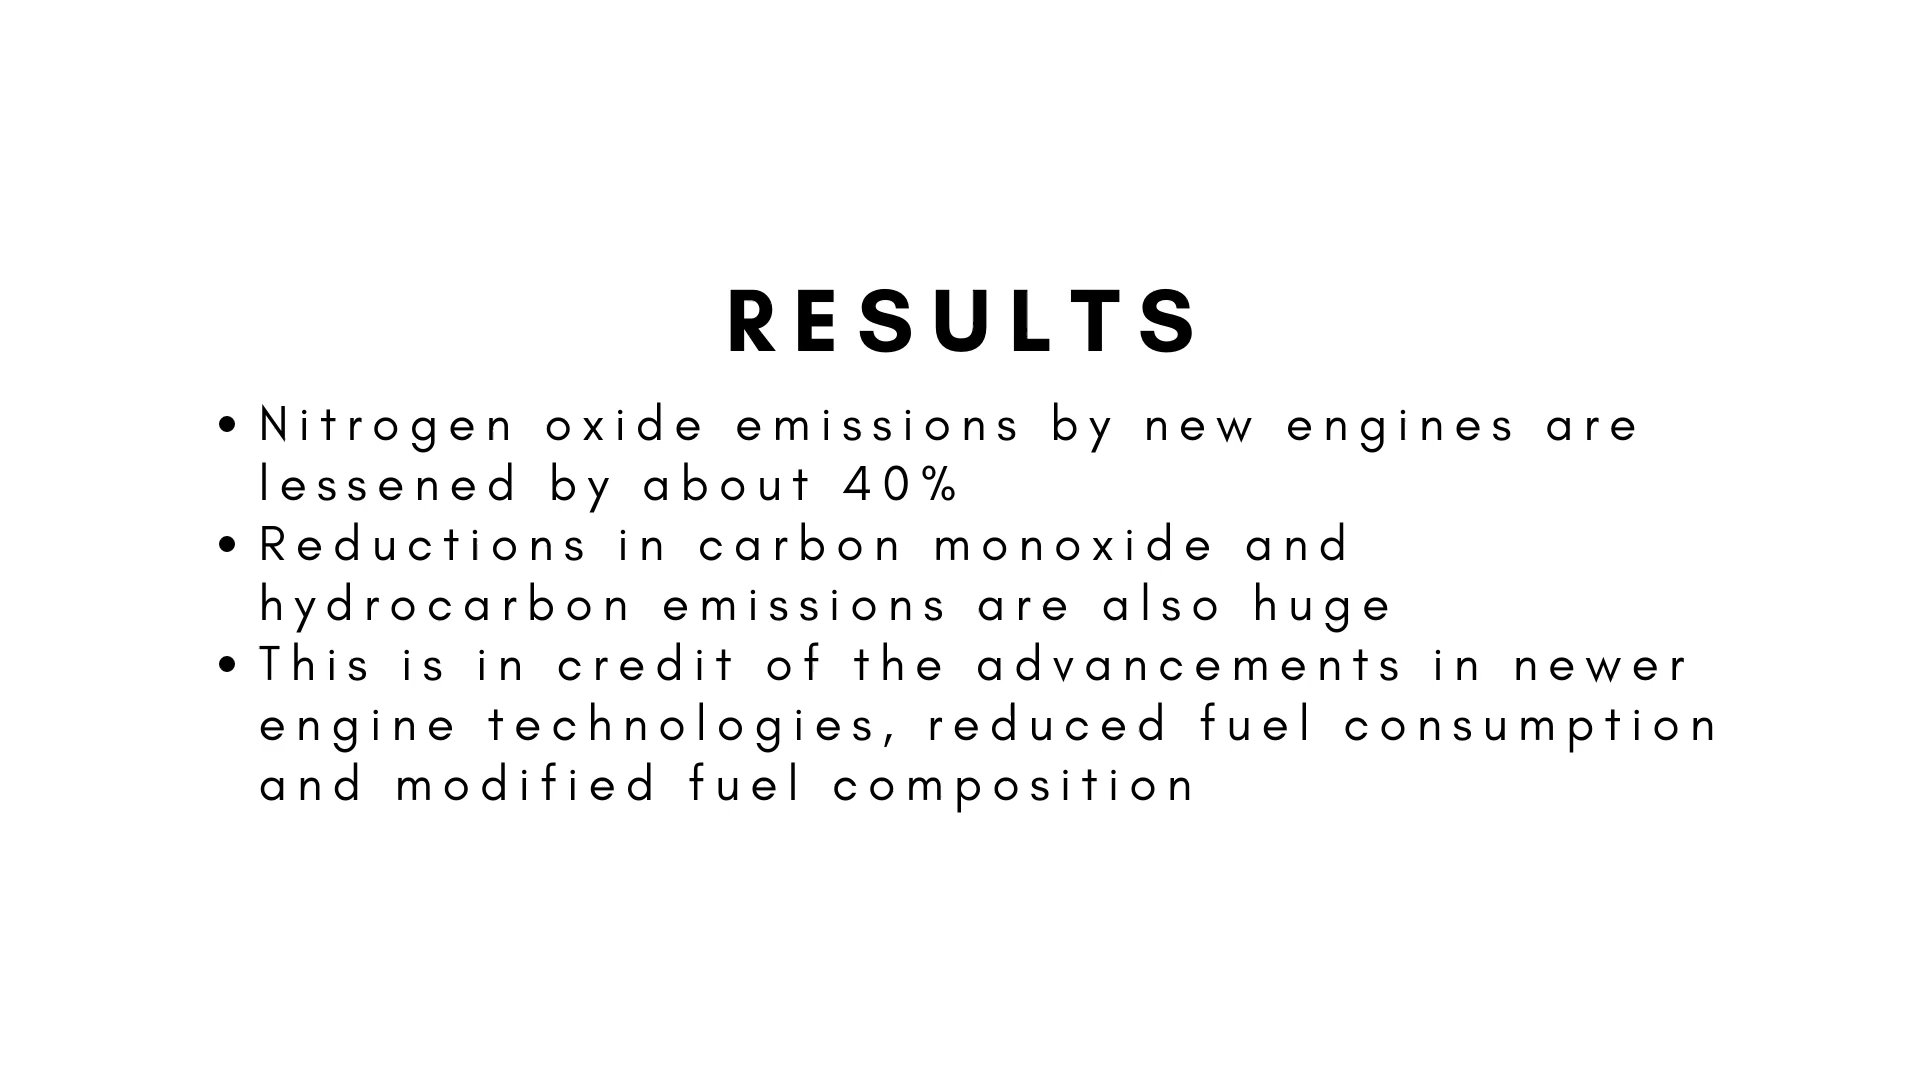 RESULTS
• Nitrogen oxide emissions by new engines are
lessened by about 40%
• Reductions in carbon monoxide and
hydrocarbon emissions are also huge
• This is in credit of the advancements in newer
engine technologies, reduced fuel consumption
and modified fuel composition